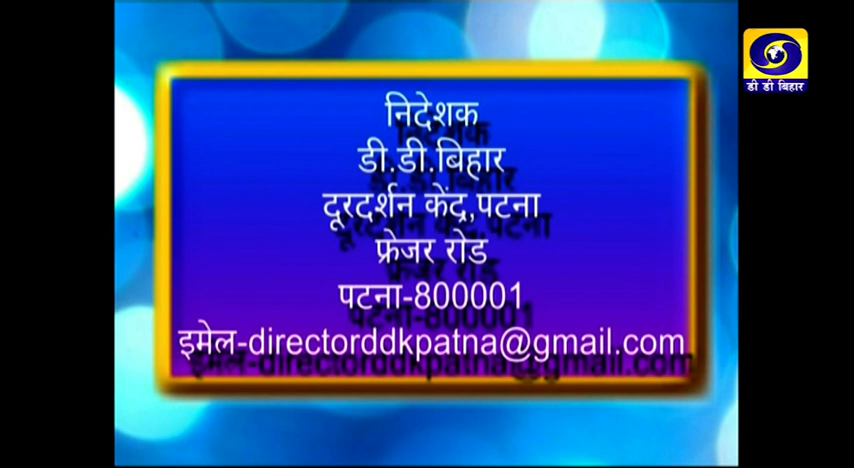 डी डी बिहार
निदेशक
डी.डी.बिहार
दूरदर्शन केंद्र,पटना
फ्रेजर रोड
पटना-800001
इमेल-directorddkpatna@gmail.com